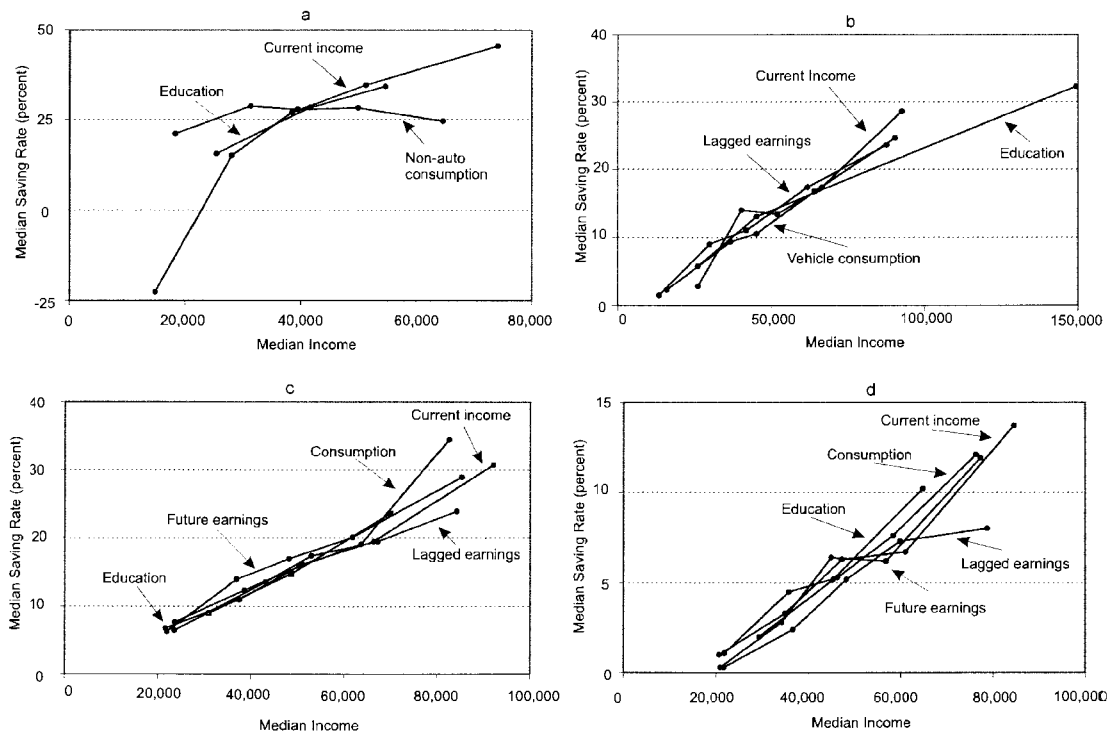 a
Median Saving Rate (percent)
50
25
0
-25
Current income
Education
Non-auto
consumption
0
20,000
40,000
60,000
80,000
Median Income
b
Median Saving Rate (percent)
40
30
20
10
0
Current Income
Lagged earnings
Education
Vehicle consumption
0
50,000
100,000
150,000
Median Income
c
Median Saving Rate (percent)
40
30
20
10
0
Current income
Consumption
Future earnings
Lagged earnings
Education
0
20,000
40,000
60,000
80,000
100,000
Median Income
d
Median Saving Rate (percent)
15
10
5
0
Current income
Consumption
Education
Lagged earnings
Future earnings
0
20,000
40,000
60,000
80,000
100,000
Median Income